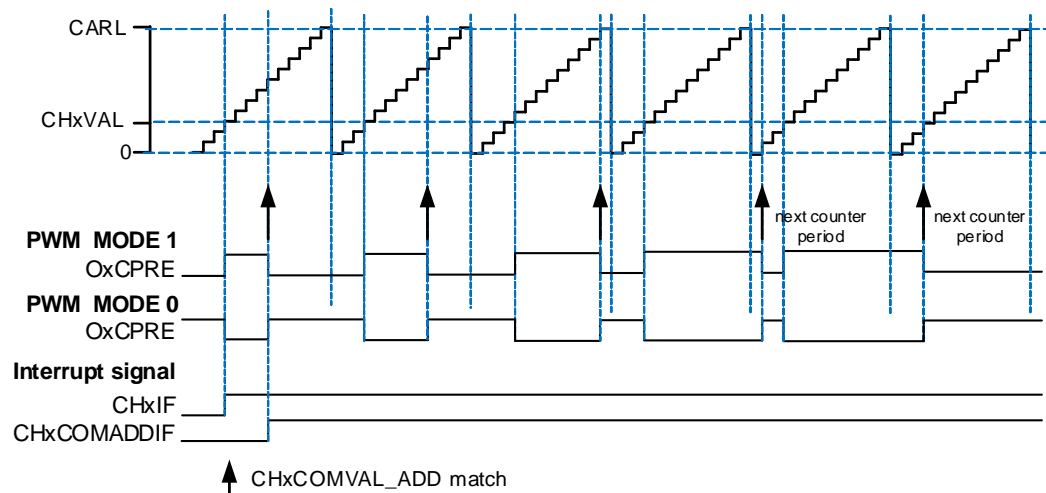 CARL
CHxVAL
0
next counter
period
next counter
period
PWM MODE 1
OxCPRE
PWM MODE 0
OxCPRE
Interrupt signal
CHxIF
CHxCOMADDIF
CHxCOMVAL_ADD match